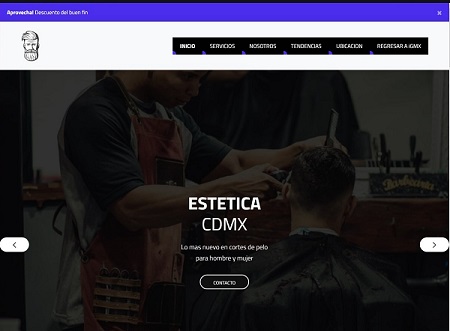 Aprovecha! Descuento del buen fin
INICIO SERVICIOS NOSOTROS TENDENCIAS UBICACION REGRESAR A iGMX
ESTETICA
CDMX
Lo mas nuevo en cortes de pelo
para hombre y mujer
CONTACTO